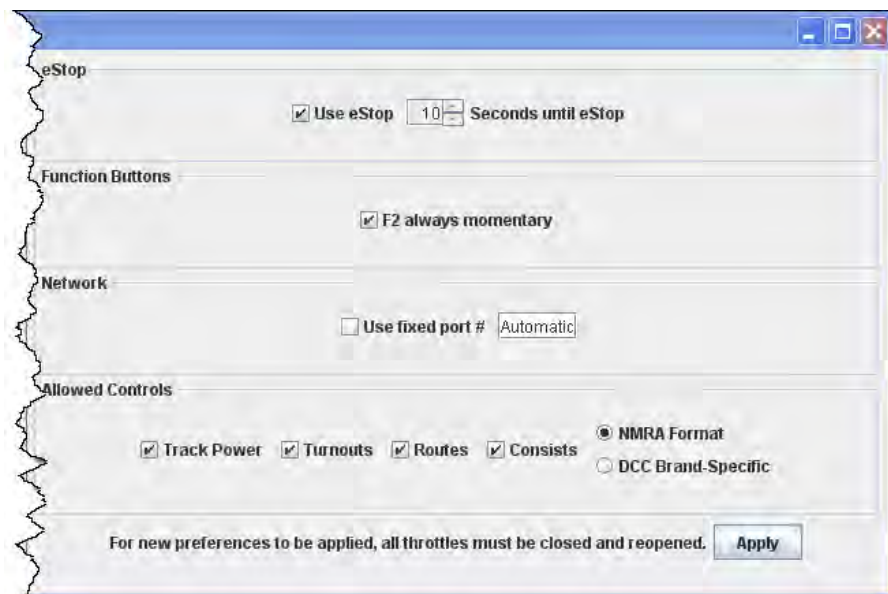 eStop
Use eStop 10 Seconds until eStop
Function Buttons
F2 always momentary
Network
Use fixed port # Automatic
Allowed Controls
Track Power Turnouts Routes Consists
NMRA Format
DCC Brand-Specific
For new preferences to be applied, all throttles must be closed and reopened. Apply